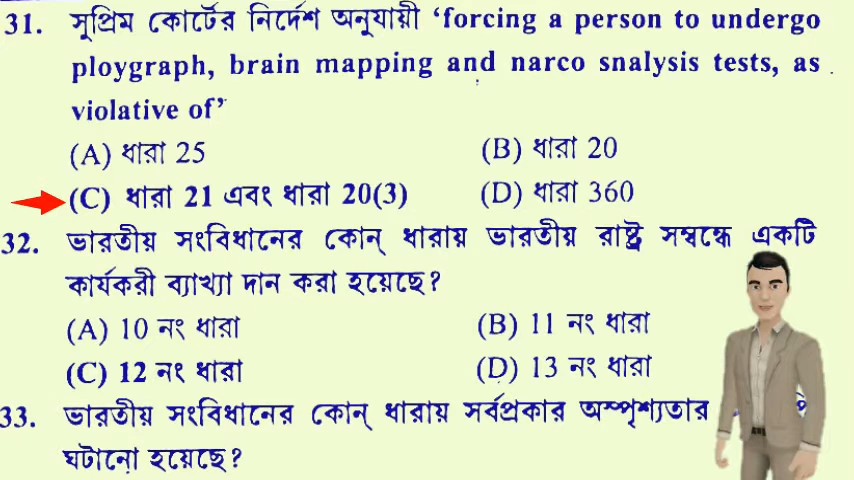 31. সুপ্রিম কোর্টের নির্দেশ অনুযায়ী ‘forcing a person to undergo
ploygraph, brain mapping and narco snalysis tests, as
violative of’
(A) ধারা 25 (B) ধারা 20
(C) ধারা 21 এবং ধারা 20(3) (D) ধারা 360
32. ভারতীয় সংবিধানের কোন্ ধারায় ভারতীয় রাষ্ট্র সম্বন্ধে একটি
কার্যকরী ব্যাখ্যা দান করা হয়েছে?
(A) 10 নং ধারা (B) 11 নং ধারা
(C) 12 নং ধারা (D) 13 নং ধারা
33. ভারতীয় সংবিধানের কোন্ ধারায় সর্বপ্রকার অস্পৃশ্যতার
ঘটানো হয়েছে?